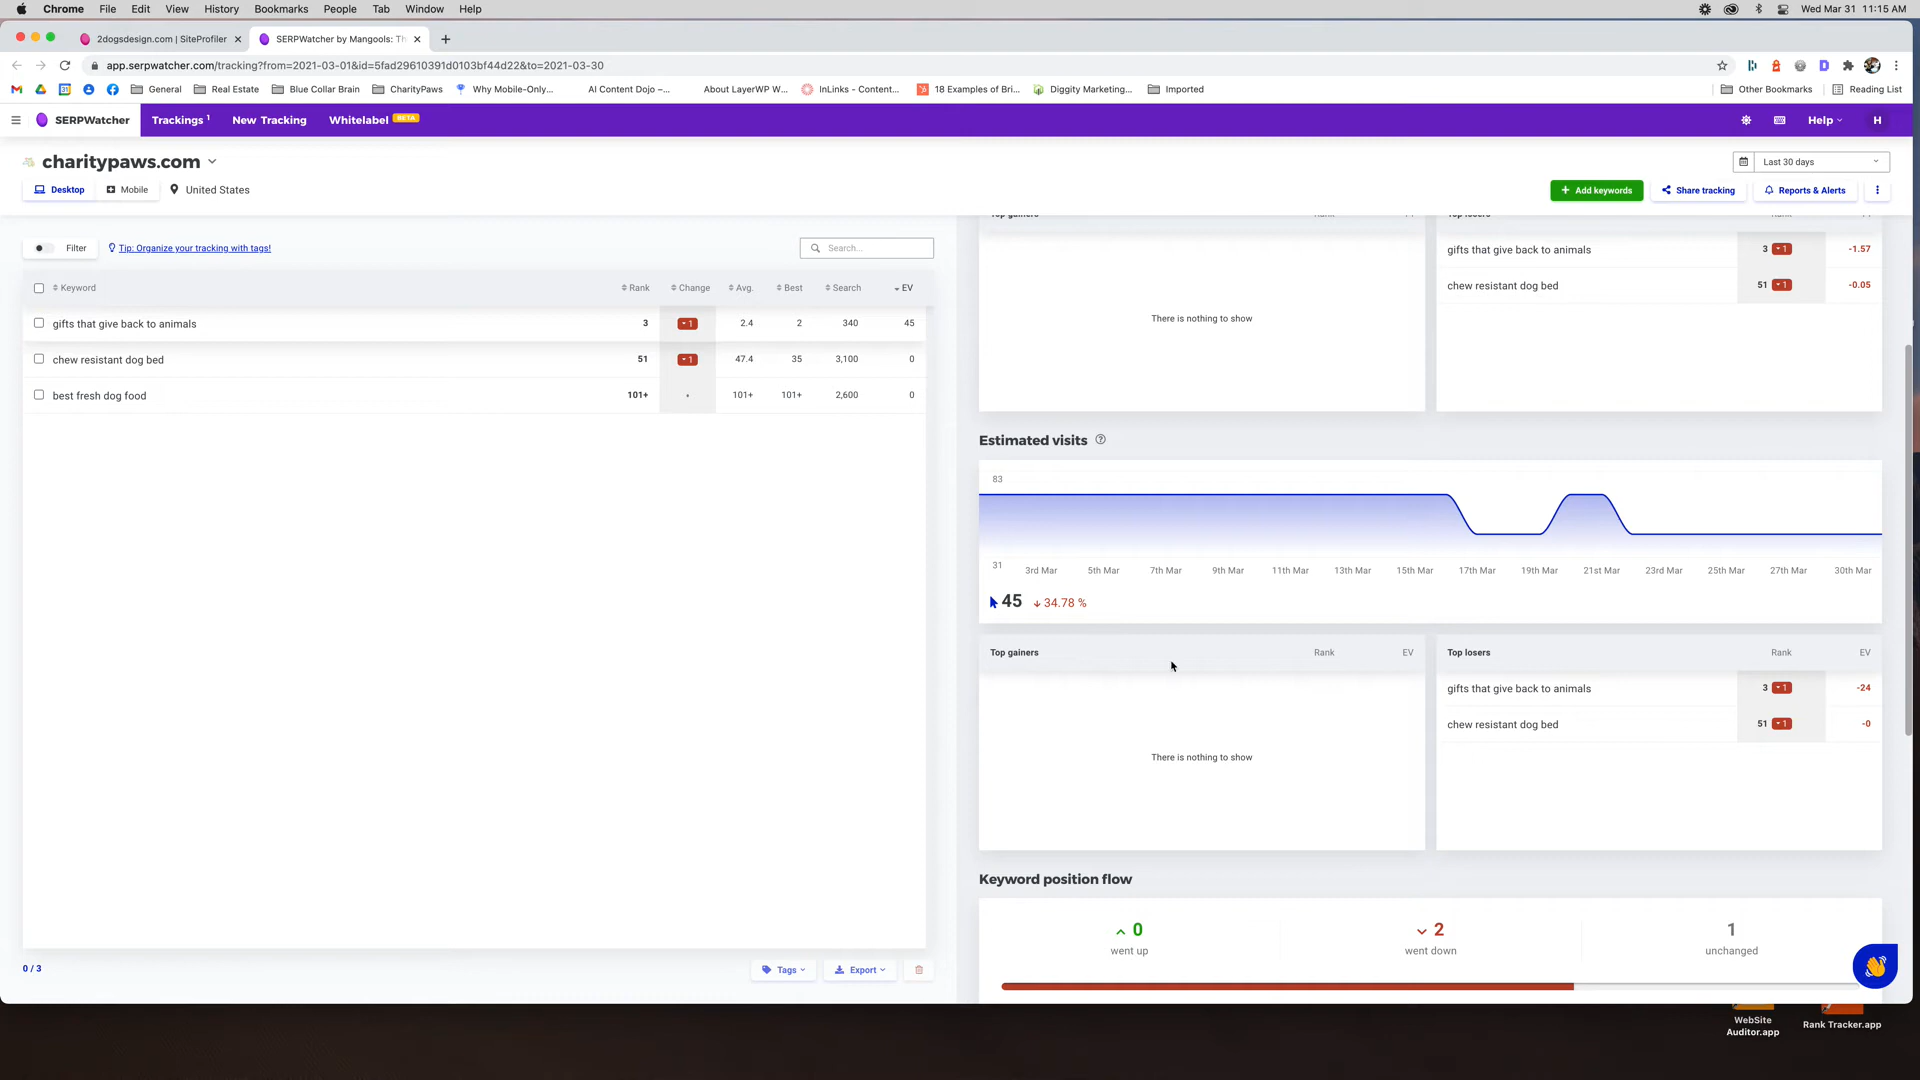 Chrome File Edit View History Bookmarks People Tab Window Help Wed Mar 31 11:15 AM
2dogsdesign.com | SiteProfiler SERPWatcher by Mangools: Th
app.serpwatcher.com/tracking?from=2021-03-01&id=5fad29610391d0103bf44d22&to=2021-03-30
General Real Estate Blue Collar Brain CharityPaws Why Mobile-Only... AI Content Dojo –... About LayerWP W... InLinks - Content... 18 Examples of Bri... Diggity Marketing... Imported Other Bookmarks Reading List
SERPWatcher Trackings 1 New Tracking Whitelabel BETA Help H
charitypaws.com Last 30 days
Desktop Mobile United States + Add keywords Share tracking Reports & Alerts
Filter Tip: Organize your tracking with tags! Search...
Keyword Rank Change Avg. Best Search EV
gifts that give back to animals 3 1 2.4 2 340 45
chew resistant dog bed 51 1 47.4 35 3,100 0
best fresh dog food 101+ 101+ 101+ 2,600 0
0 / 3 Tags Export
Top gainers Rank
There is nothing to show
Top losers Rank
gifts that give back to animals 3 1 -1.57
chew resistant dog bed 51 1 -0.05
Estimated visits
83
31
3rd Mar 5th Mar 7th Mar 9th Mar 11th Mar 13th Mar 15th Mar 17th Mar 19th Mar 21st Mar 23rd Mar 25th Mar 27th Mar 30th Mar
45 34.78 %
Top gainers Rank EV
There is nothing to show
Top losers Rank EV
gifts that give back to animals 3 1 -24
chew resistant dog bed 51 1 -0
Keyword position flow
0 2 1
went up went down unchanged
WebSite
Auditor.app
Rank Tracker.app